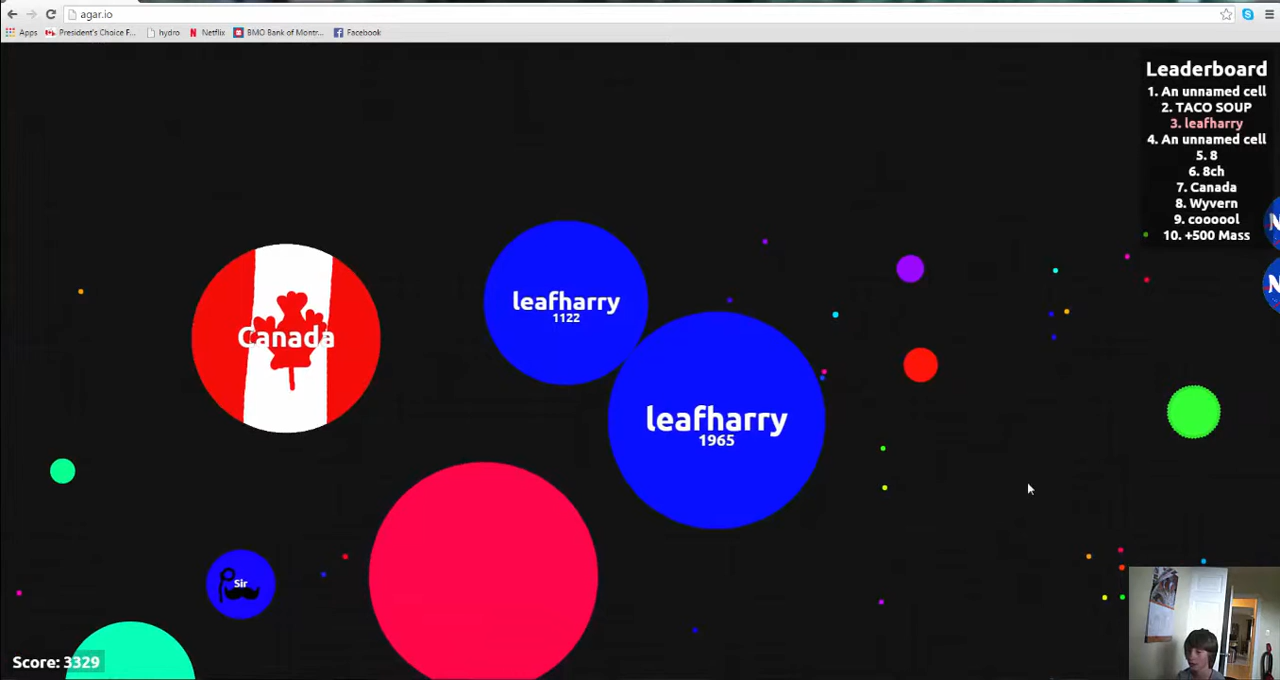 agar.io
Apps
President's Choice F...
hydro
Netflix
BMO Bank of Montr...
Facebook
Leaderboard
1. An unnamed cell
2. TACO SOUP
3. leafharry
4. An unnamed cell
5. 8
6. 8ch
7. Canada
8. Wyvern
9. coooool
10. +500 Mass
N
N
leafharry
1122
Canada
leafharry
1965
Sir
Score: 3329